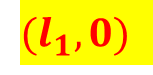 (𝒍₁, 𝟎)